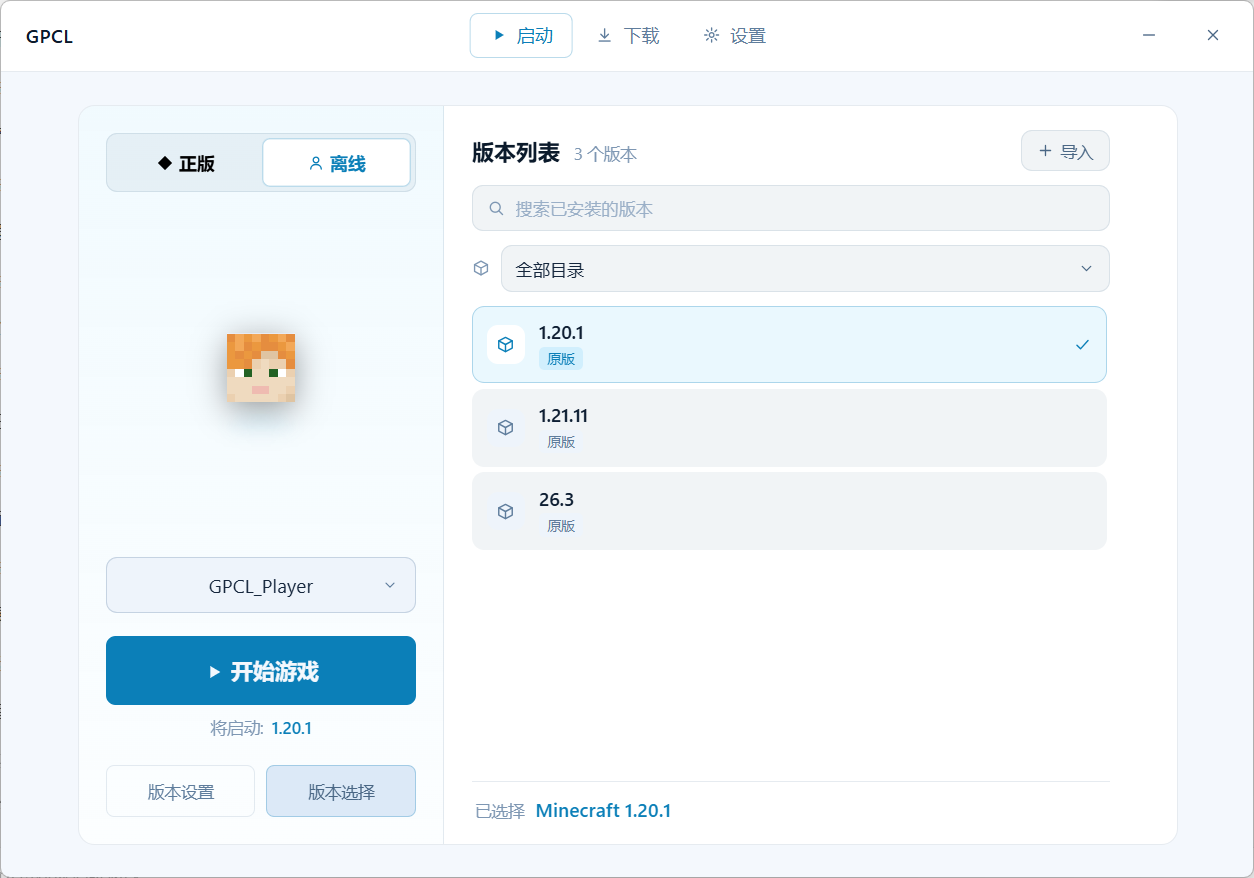 GPCL
启动
下载
设置
正版
离线
GPCL_Player
开始游戏
将启动: 1.20.1
版本设置
版本选择
版本列表 3 个版本
导入
搜索已安装的版本
全部目录
1.20.1
原版
1.21.11
原版
26.3
原版
已选择 Minecraft 1.20.1